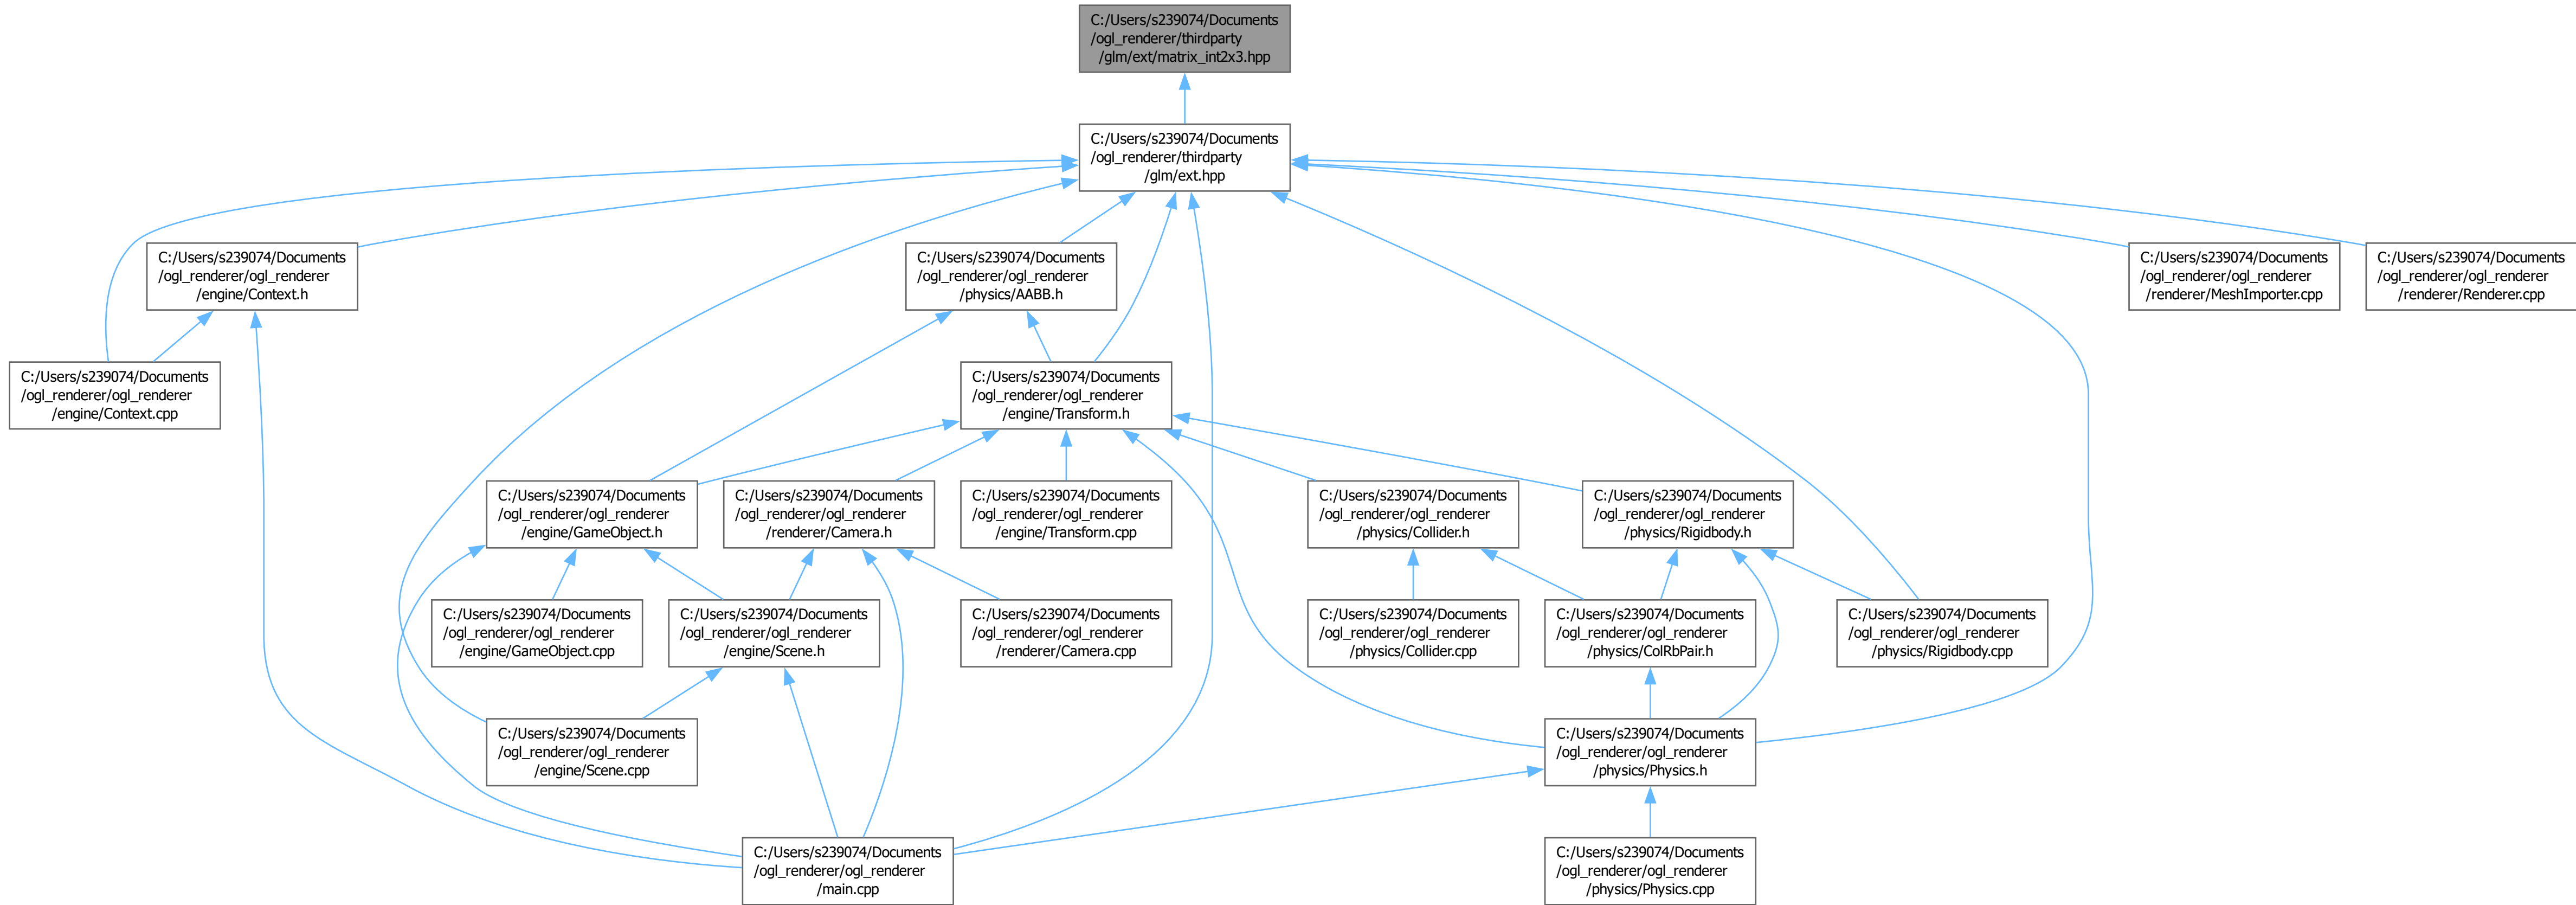 C:/Users/s239074/Documents
/ogl_renderer/thirdparty
/glm/ext/matrix_int2x3.hpp
C:/Users/s239074/Documents
/ogl_renderer/thirdparty
/glm/ext.hpp
C:/Users/s239074/Documents
/ogl_renderer/ogl_renderer
/engine/Context.h
C:/Users/s239074/Documents
/ogl_renderer/ogl_renderer
/physics/AABB.h
C:/Users/s239074/Documents
/ogl_renderer/ogl_renderer
/renderer/MeshImporter.cpp
C:/Users/s239074/Documents
/ogl_renderer/ogl_renderer
/renderer/Renderer.cpp
C:/Users/s239074/Documents
/ogl_renderer/ogl_renderer
/engine/Context.cpp
C:/Users/s239074/Documents
/ogl_renderer/ogl_renderer
/engine/Transform.h
C:/Users/s239074/Documents
/ogl_renderer/ogl_renderer
/engine/GameObject.h
C:/Users/s239074/Documents
/ogl_renderer/ogl_renderer
/renderer/Camera.h
C:/Users/s239074/Documents
/ogl_renderer/ogl_renderer
/engine/Transform.cpp
C:/Users/s239074/Documents
/ogl_renderer/ogl_renderer
/physics/Collider.h
C:/Users/s239074/Documents
/ogl_renderer/ogl_renderer
/physics/Rigidbody.h
C:/Users/s239074/Documents
/ogl_renderer/ogl_renderer
/engine/GameObject.cpp
C:/Users/s239074/Documents
/ogl_renderer/ogl_renderer
/engine/Scene.h
C:/Users/s239074/Documents
/ogl_renderer/ogl_renderer
/renderer/Camera.cpp
C:/Users/s239074/Documents
/ogl_renderer/ogl_renderer
/physics/Collider.cpp
C:/Users/s239074/Documents
/ogl_renderer/ogl_renderer
/physics/ColRbPair.h
C:/Users/s239074/Documents
/ogl_renderer/ogl_renderer
/physics/Rigidbody.cpp
C:/Users/s239074/Documents
/ogl_renderer/ogl_renderer
/engine/Scene.cpp
C:/Users/s239074/Documents
/ogl_renderer/ogl_renderer
/physics/Physics.h
C:/Users/s239074/Documents
/ogl_renderer/ogl_renderer
/main.cpp
C:/Users/s239074/Documents
/ogl_renderer/ogl_renderer
/physics/Physics.cpp